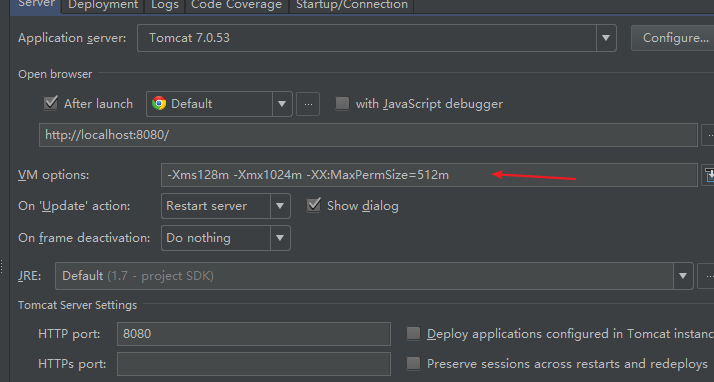 Server Deployment Logs Code Coverage Startup/Connection
Application server: Tomcat 7.0.53 Configure...
Open browser
After launch Default ... with JavaScript debugger
http://localhost:8080/
VM options: -Xms128m -Xmx1024m -XX:MaxPermSize=512m
On 'Update' action: Restart server Show dialog
On frame deactivation: Do nothing
JRE: Default (1.7 - project SDK) ...
Tomcat Server Settings
HTTP port: 8080 Deploy applications configured in Tomcat instanc
HTTPs port: Preserve sessions across restarts and redeploys